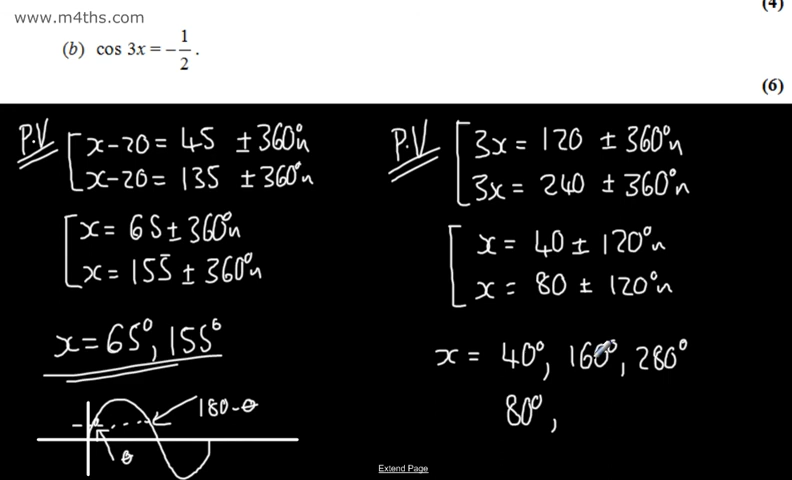 www.m4ths.com
(4)
(b) cos 3x = -1/2.
(6)
P.V
x-20 = 45 ±360°n
x-20 = 135 ±360°n
x = 65 ±360°n
x = 155 ±360°n
x = 65°, 155°
180-θ
θ
P.V
3x = 120 ±360°n
3x = 240 ±360°n
x = 40 ± 120°n
x = 80 ± 120°n
x = 40°, 160°, 280°
80°,
Extend Page